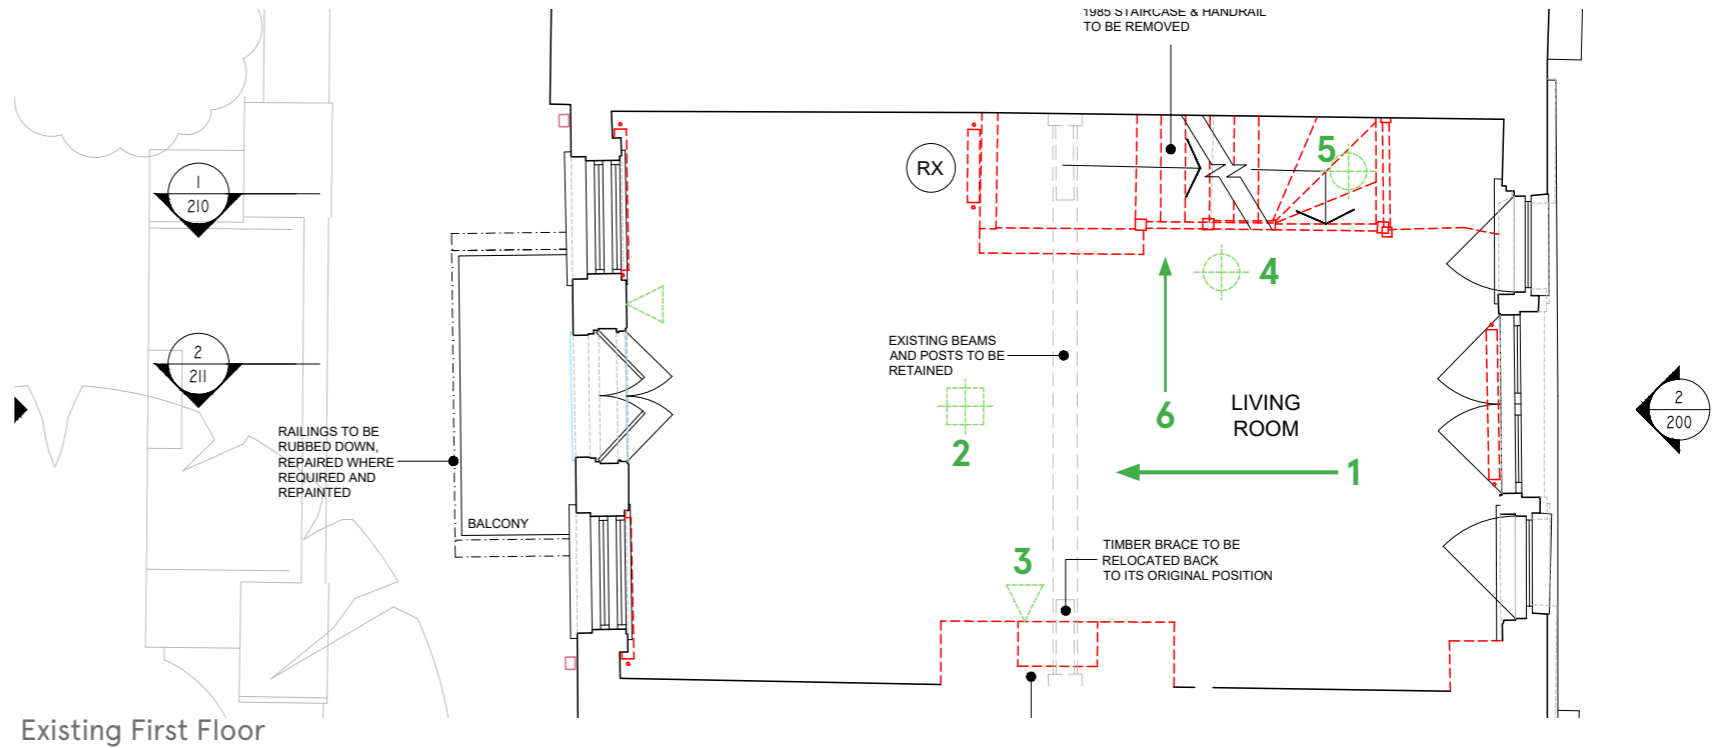 1985 STAIRCASE & HANDRAIL
TO BE REMOVED
RX
5
4
1
210
2
211
EXISTING BEAMS
AND POSTS TO BE
RETAINED
6
LIVING
ROOM
2
200
2
1
RAILINGS TO BE
RUBBED DOWN,
REPAIRED WHERE
REQUIRED AND
REPAINTED
BALCONY
3
TIMBER BRACE TO BE
RELOCATED BACK
TO ITS ORIGINAL POSITION
Existing First Floor